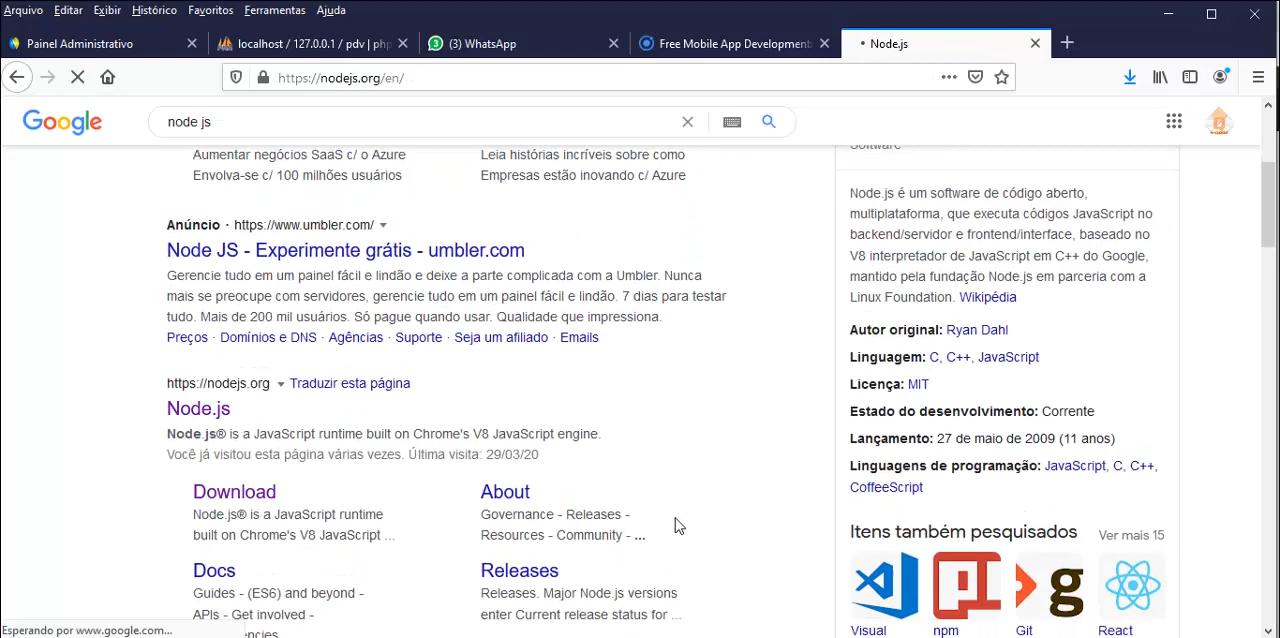 Arquivo Editar Exibir Histórico Favoritos Ferramentas Ajuda
Painel Administrativo
localhost / 127.0.0.1 / pdv | php
(3) WhatsApp
Free Mobile App Development
Node.js
https://nodejs.org/en/
Google
node js
Software
Aumentar negócios SaaS c/ o Azure
Envolva-se c/ 100 milhões usuários
Leia histórias incríveis sobre como
Empresas estão inovando c/ Azure
Anúncio · https://www.umbler.com/
Node JS - Experimente grátis - umbler.com
Gerencie tudo em um painel fácil e lindão e deixe a parte complicada com a Umbler. Nunca
mais se preocupe com servidores, gerencie tudo em um painel fácil e lindão. 7 dias para testar
tudo. Mais de 200 mil usuários. Só pague quando usar. Qualidade que impressiona.
Preços · Domínios e DNS · Agências · Suporte · Seja um afiliado · Emails
https://nodejs.org Traduzir esta página
Node.js
Node.js® is a JavaScript runtime built on Chrome's V8 JavaScript engine.
Você já visitou esta página várias vezes. Última visita: 29/03/20
Download
Node.js® is a JavaScript runtime
built on Chrome's V8 JavaScript ...
About
Governance - Releases -
Resources - Community - ...
Docs
Guides - (ES6) and beyond -
APIs - Get involved -
Releases
Releases. Major Node.js versions
enter Current release status for ...
Node.js é um software de código aberto,
multiplataforma, que executa códigos JavaScript no
backend/servidor e frontend/interface, baseado no
V8 interpretador de JavaScript em C++ do Google,
mantido pela fundação Node.js em parceria com a
Linux Foundation. Wikipédia
Autor original: Ryan Dahl
Linguagem: C, C++, JavaScript
Licença: MIT
Estado do desenvolvimento: Corrente
Lançamento: 27 de maio de 2009 (11 anos)
Linguagens de programação: JavaScript, C, C++,
CoffeeScript
Itens também pesquisados Ver mais 15
Visual
npm
Git
React
Esperando por www.google.com...